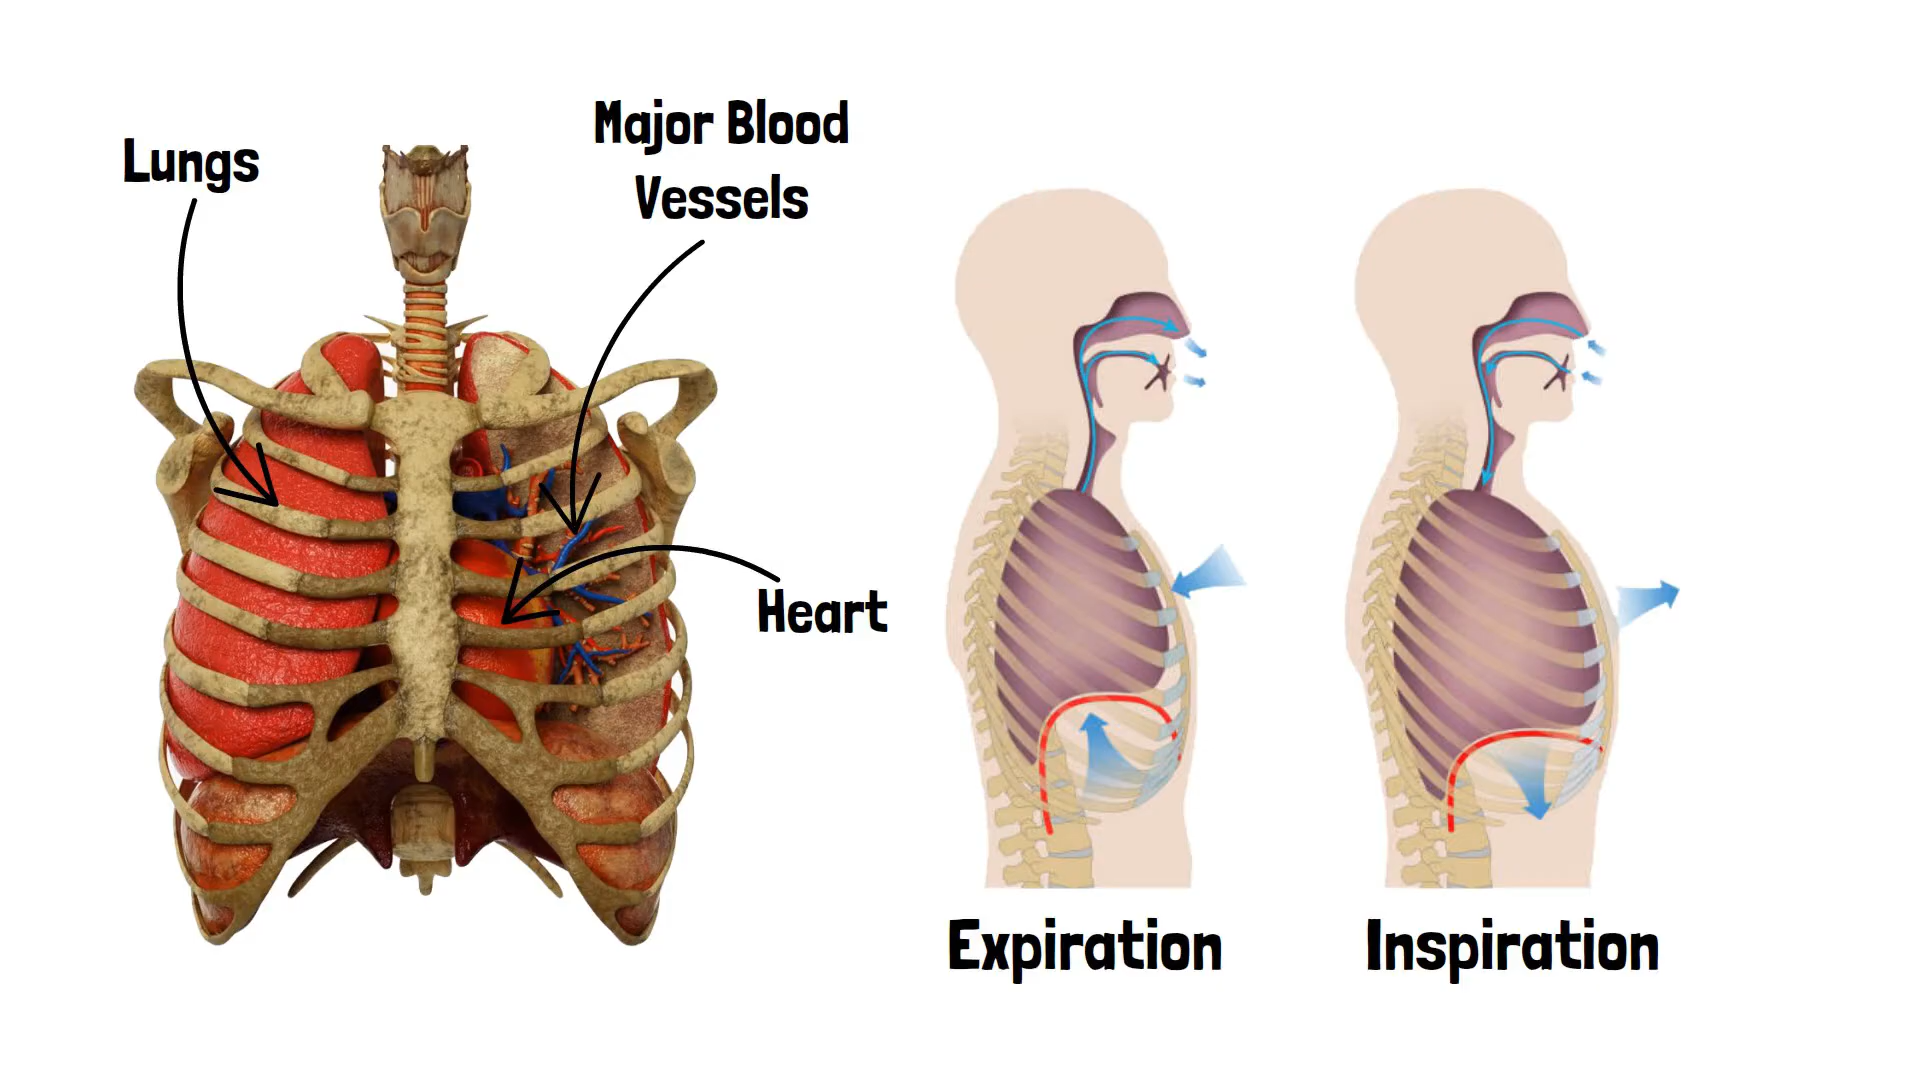 Lungs
Major Blood
Vessels
Heart
Expiration
Inspiration